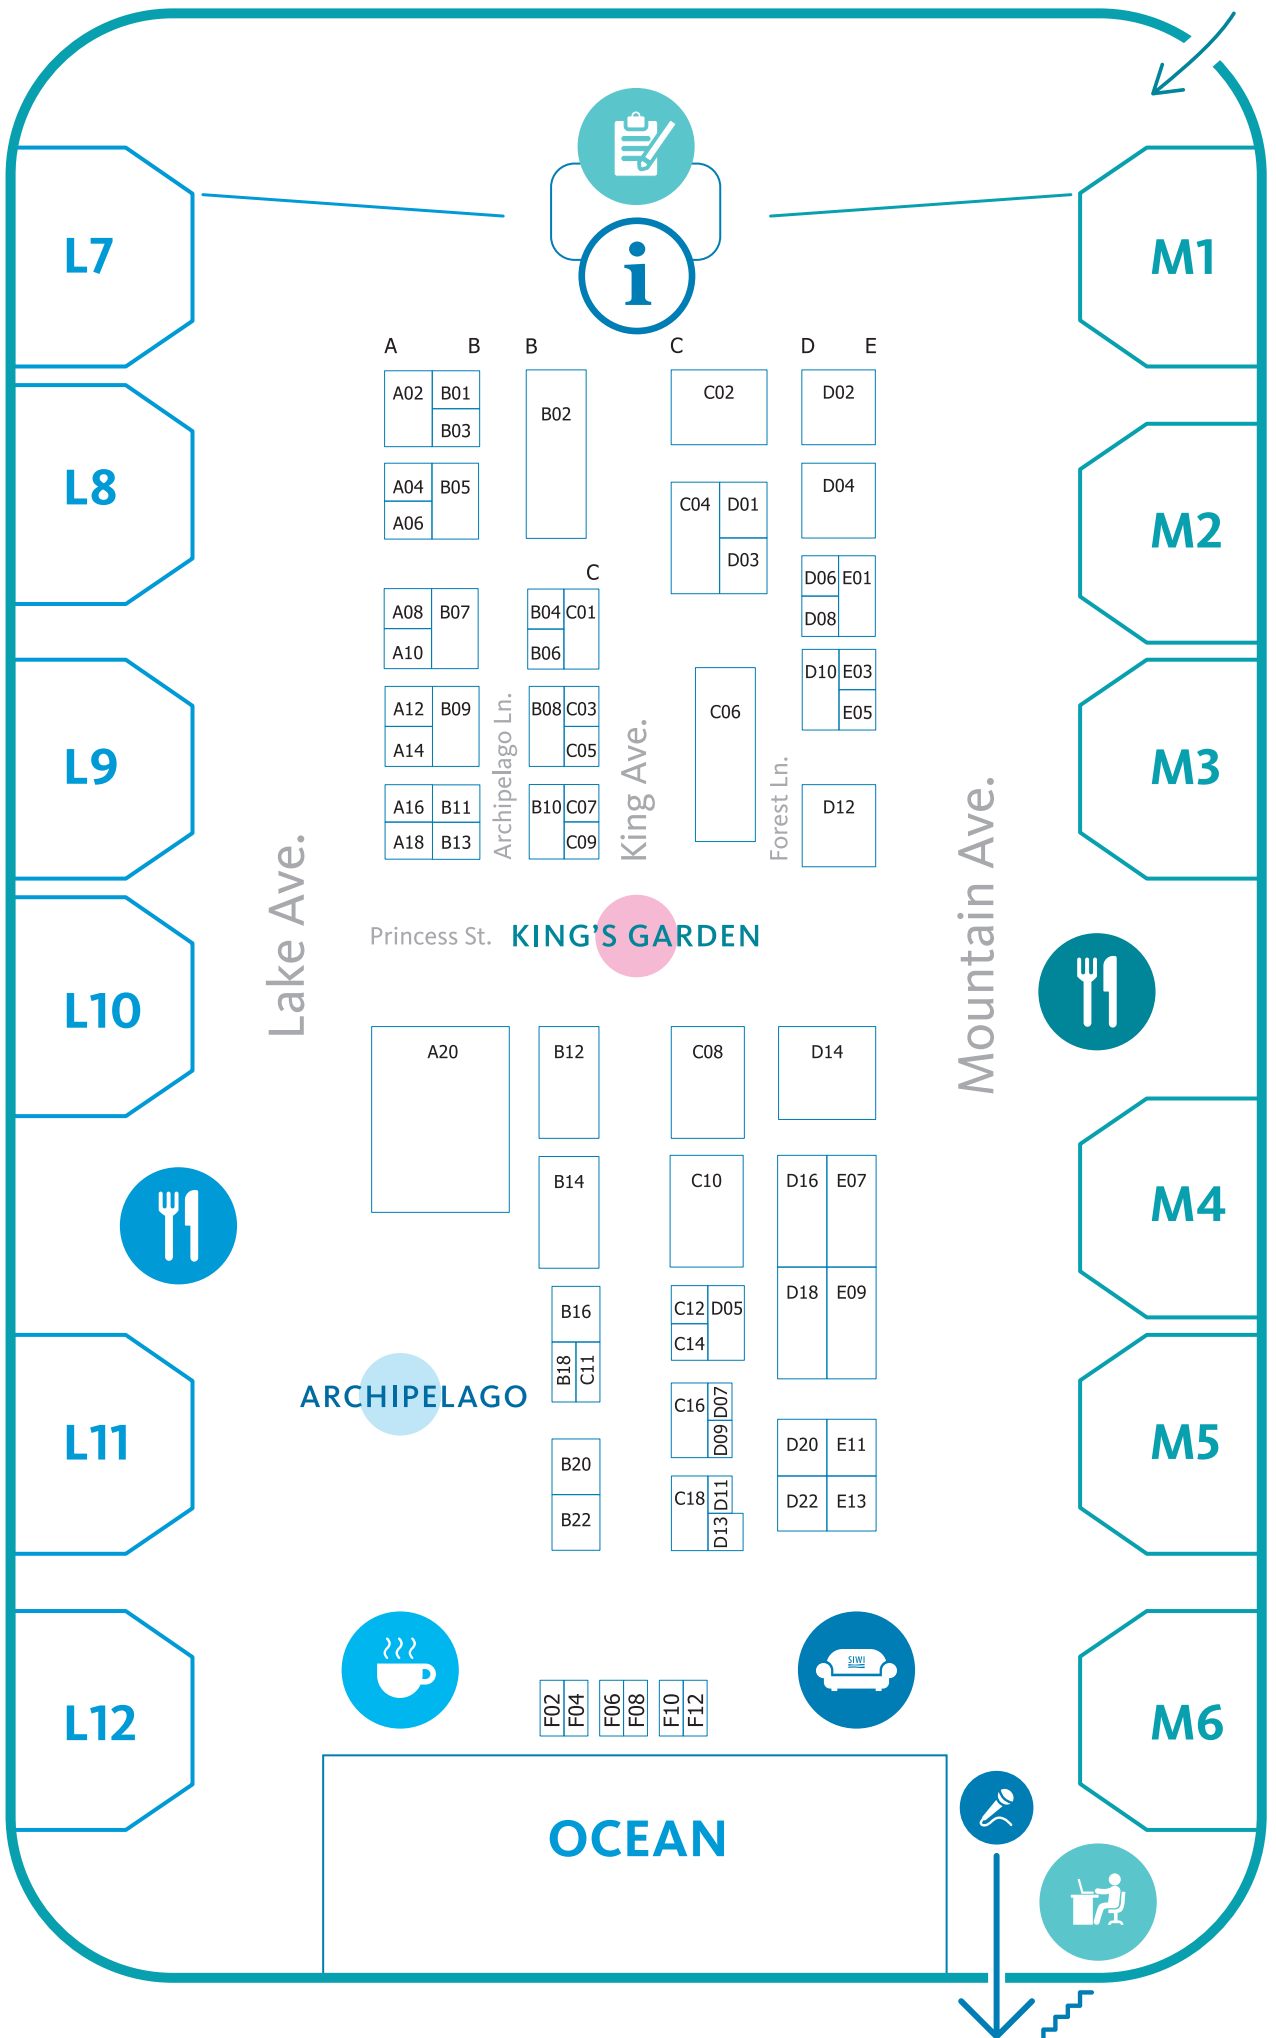 L7
M1
i
A B B C D E
A02 B01 B02 C02 D02
B03
L8
A04 B05 C04 D01 D04
A06
M2
D03
C
D06 E01
A08 B07 B04 C01 D08
A10 B06
D10 E03
E05
L9
A12 B09 B08 C03 C06
A14 C05
M3
A16 B11 B10 C07 D12
A18 B13 C09
Archipelago Ln.
King Ave.
Forest Ln.
Lake Ave.
Mountain Ave.
Princess St. KING'S GARDEN
L10
A20 B12 C08 D14
B14 C10 D16 E07
M4
D18 E09
B16 C12 D05
C14
B18 C11
ARCHIPELAGO
C16 D07
D09
L11
M5
B20 D20 E11
C18 D11
B22 D13 D22 E13
SIWI
F02 F04 F06 F08 F10 F12
L12
M6
OCEAN